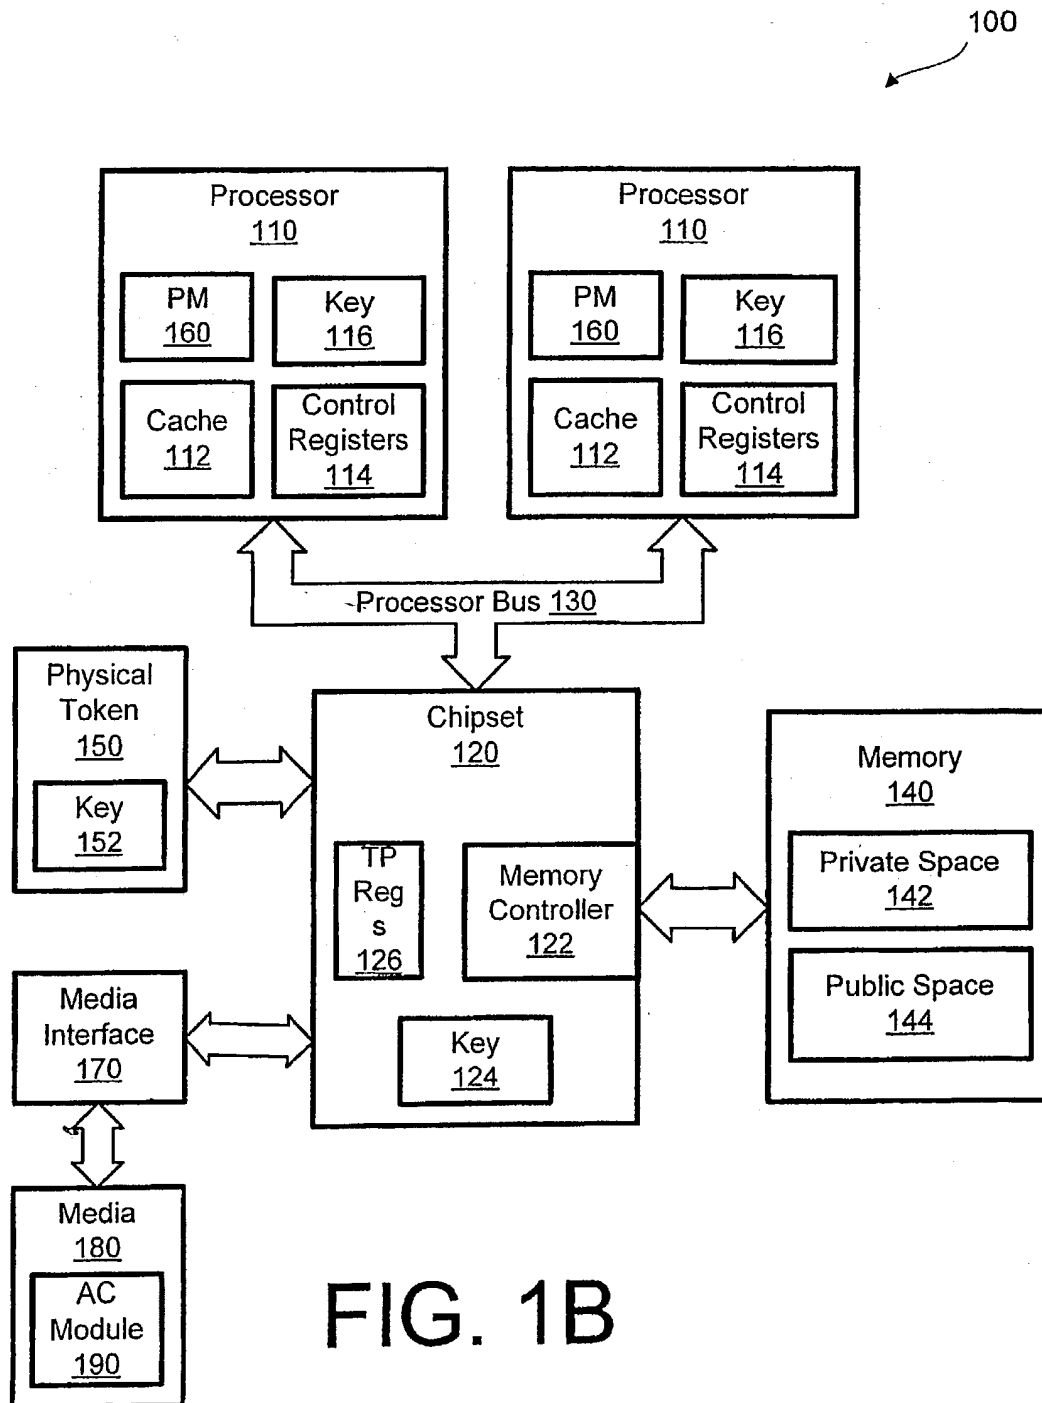 100
Processor
110
PM
160
Key
116
Cache
112
Control
Registers
114
Processor
110
PM
160
Key
116
Cache
112
Control
Registers
114
Processor Bus 130
Physical
Token
150
Key
152
Chipset
120
TP
Reg
s
126
Memory
Controller
122
Key
124
Memory
140
Private Space
142
Public Space
144
Media
Interface
170
Media
180
AC
Module
190
FIG. 1B